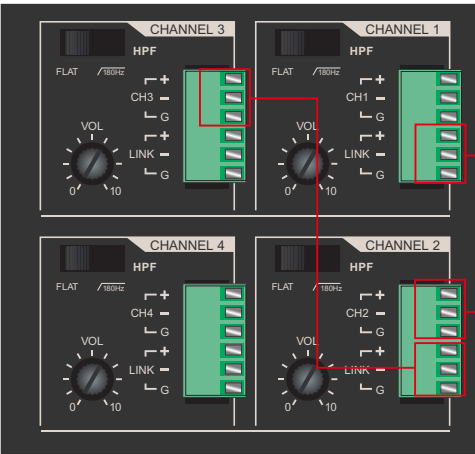 CHANNEL 3
HPF
FLAT /180Hz
+
CH3 −
G
VOL
+
LINK −
G
0 10
CHANNEL 1
HPF
FLAT /180Hz
+
CH1 −
G
VOL
+
LINK −
G
0 10
CHANNEL 4
HPF
FLAT /180Hz
+
CH4 −
G
VOL
+
LINK −
G
0 10
CHANNEL 2
HPF
FLAT /180Hz
+
CH2 −
G
VOL
+
LINK −
G
0 10